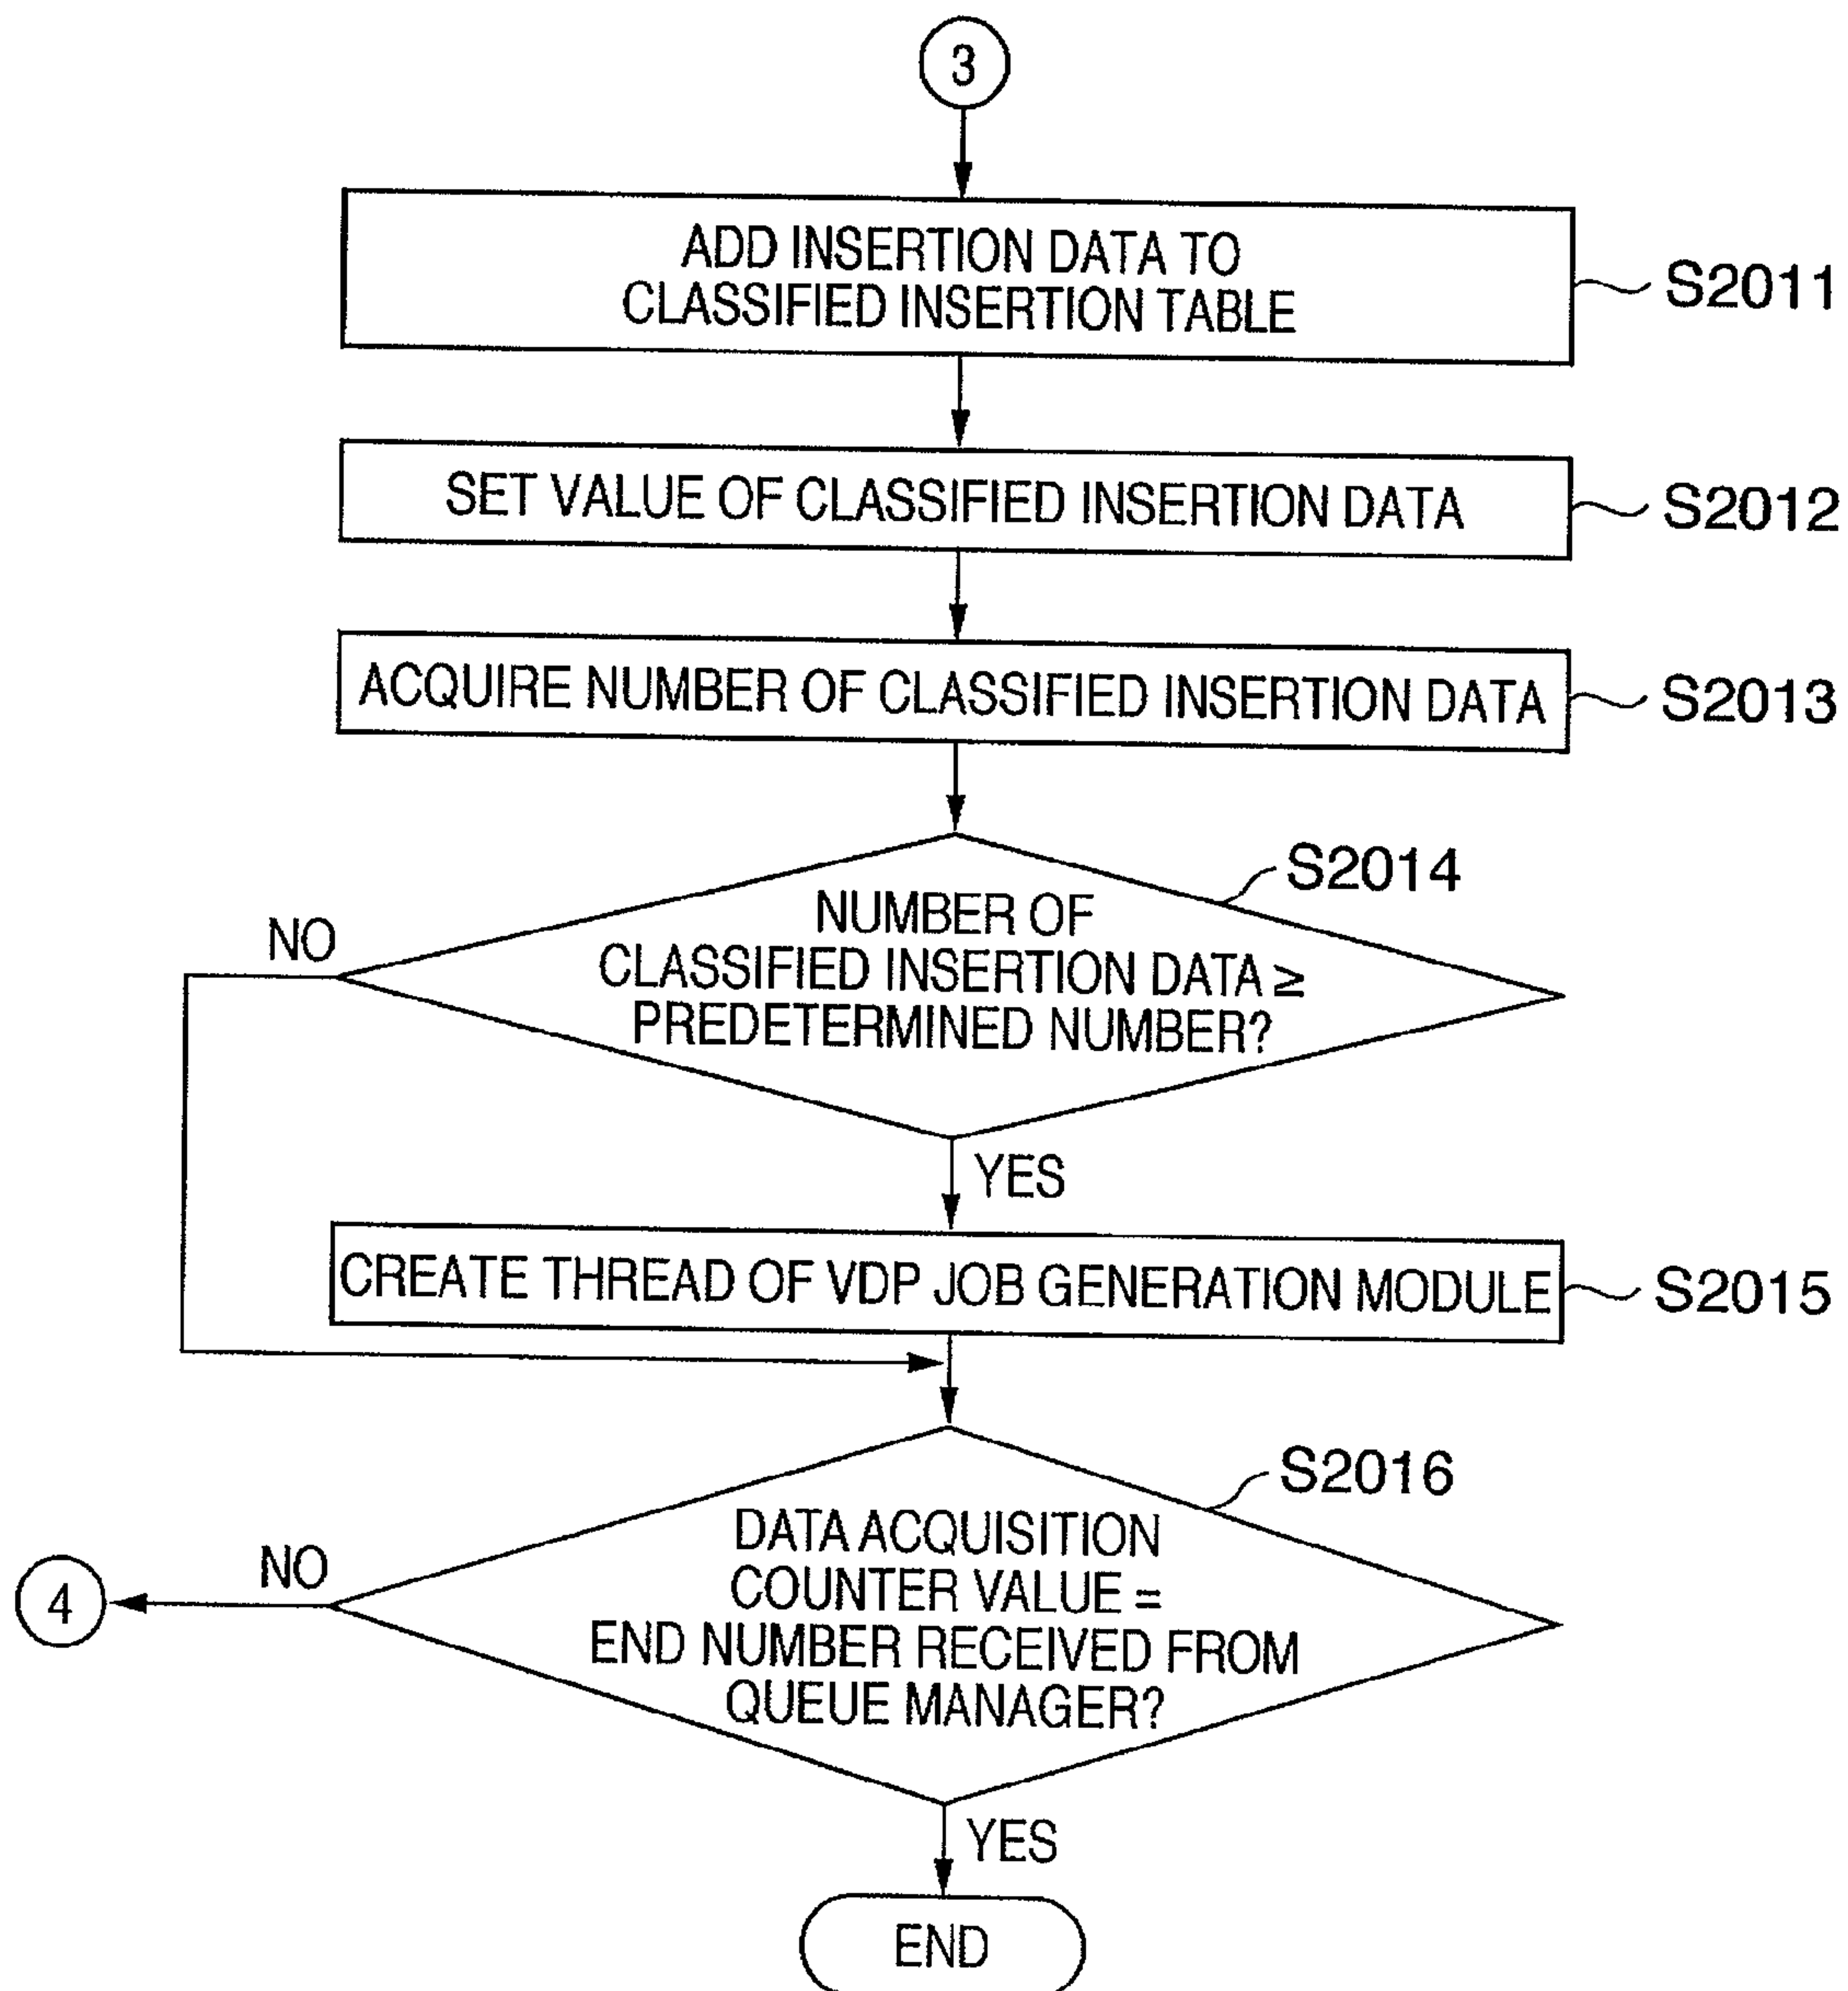 3
ADD INSERTION DATA TO
CLASSIFIED INSERTION TABLE
S2011
SET VALUE OF CLASSIFIED INSERTION DATA
S2012
ACQUIRE NUMBER OF CLASSIFIED INSERTION DATA
S2013
S2014
NUMBER OF
CLASSIFIED INSERTION DATA ≥
PREDETERMINED NUMBER?
NO
YES
CREATE THREAD OF VDP JOB GENERATION MODULE
S2015
S2016
DATA ACQUISITION
COUNTER VALUE =
END NUMBER RECEIVED FROM
QUEUE MANAGER?
NO
4
YES
END